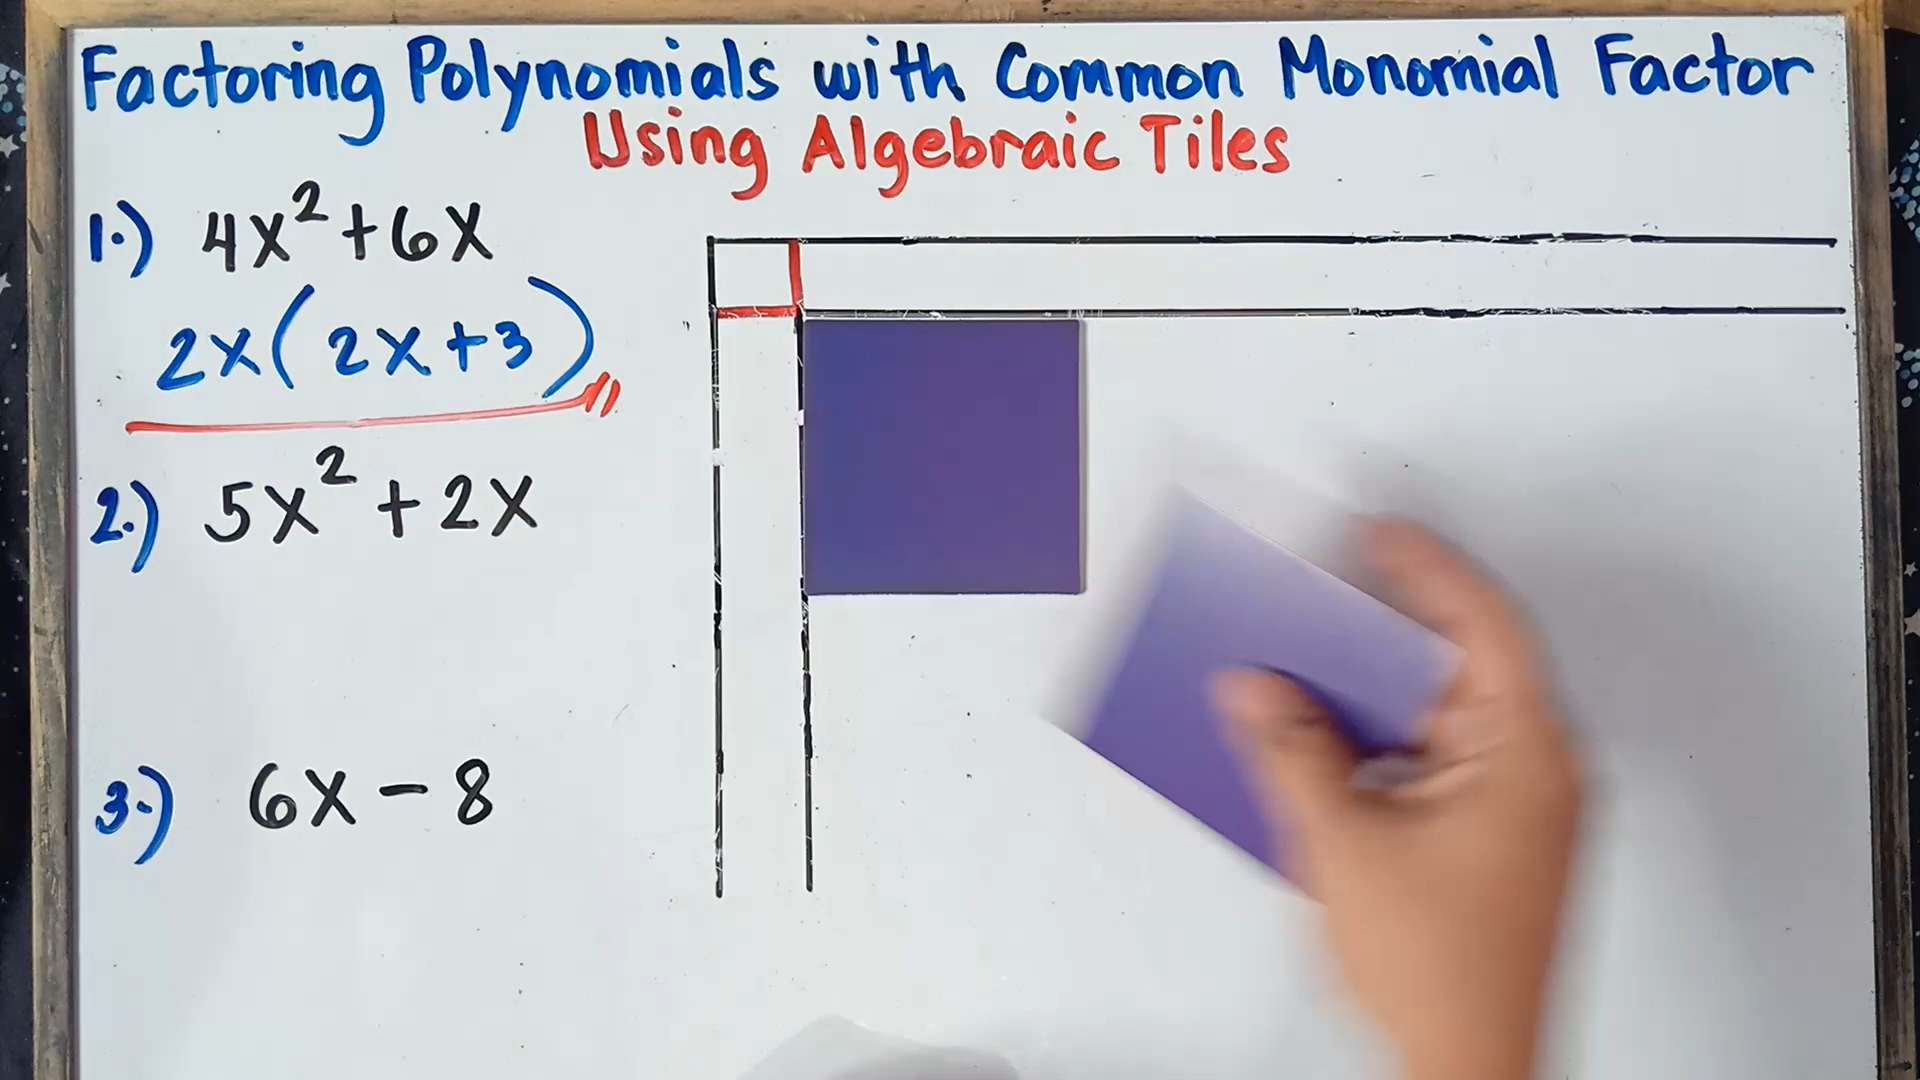 Factoring Polynomials with Common Monomial Factor
Using Algebraic Tiles
1.) 4x² + 6x
2x(2x+3)
2.) 5x² + 2x
3.) 6x - 8